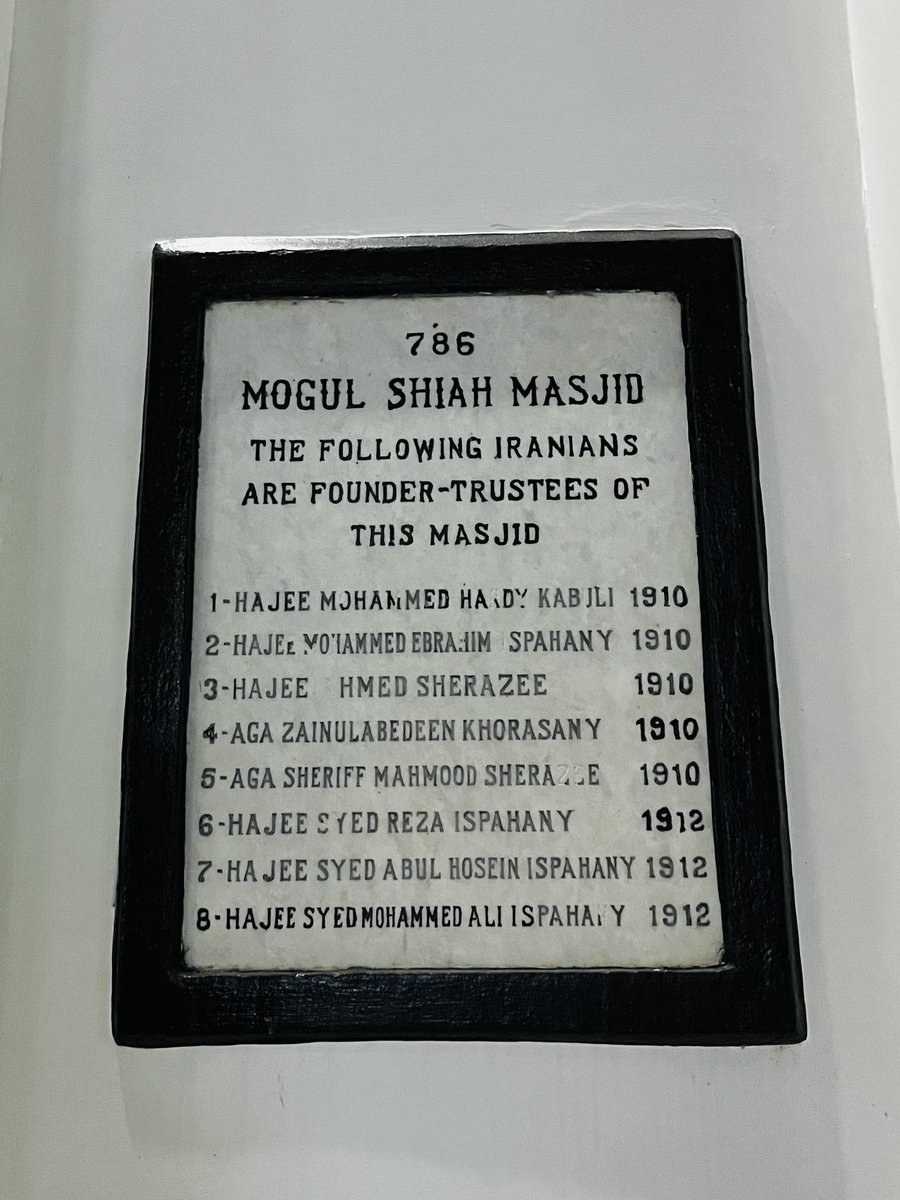 786
MOGUL SHIAH MASJID
THE FOLLOWING IRANIANS
ARE FOUNDER-TRUSTEES OF
THIS MASJID
1-HAJEE MOHAMMED KABULI 1910
2-HAJEE MOHAMMED EBRAHIM ISPAHANY 1910
3-HAJEE HMED SHERAZEE 1910
4-AGA ZAINULABEDEEN KHORASANY 1910
5-AGA SHERIFF MAHMOOD SHERAZEE 1910
6-HAJEE SYED REZA ISPAHANY 1912
7-HAJEE SYED ABUL HOSEIN ISPAHANY 1912
8-HAJEE SYED MOHAMMED ALI ISPAHANY 1912